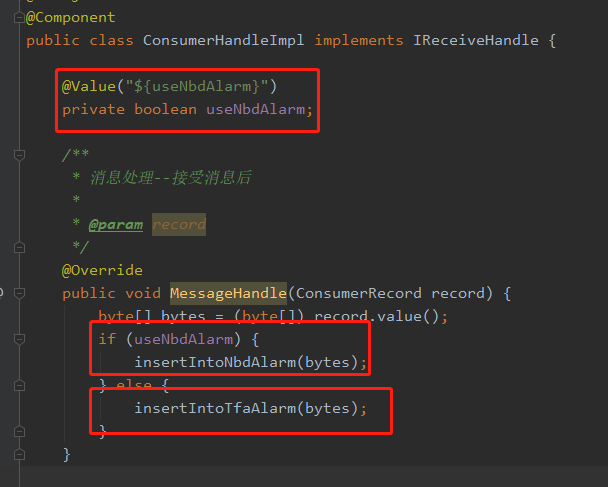 @Component
public class ConsumerHandleImpl implements IReceiveHandle {
@Value("${useNbdAlarm}")
private boolean useNbdAlarm;
/**
* 消息处理--接受消息后
*
* @param record
*/
@Override
public void MessageHandle(ConsumerRecord record) {
byte[] bytes = (byte[]) record.value();
if (useNbdAlarm) {
insertIntoNbdAlarm(bytes);
} else {
insertIntoTfaAlarm(bytes);
}
}